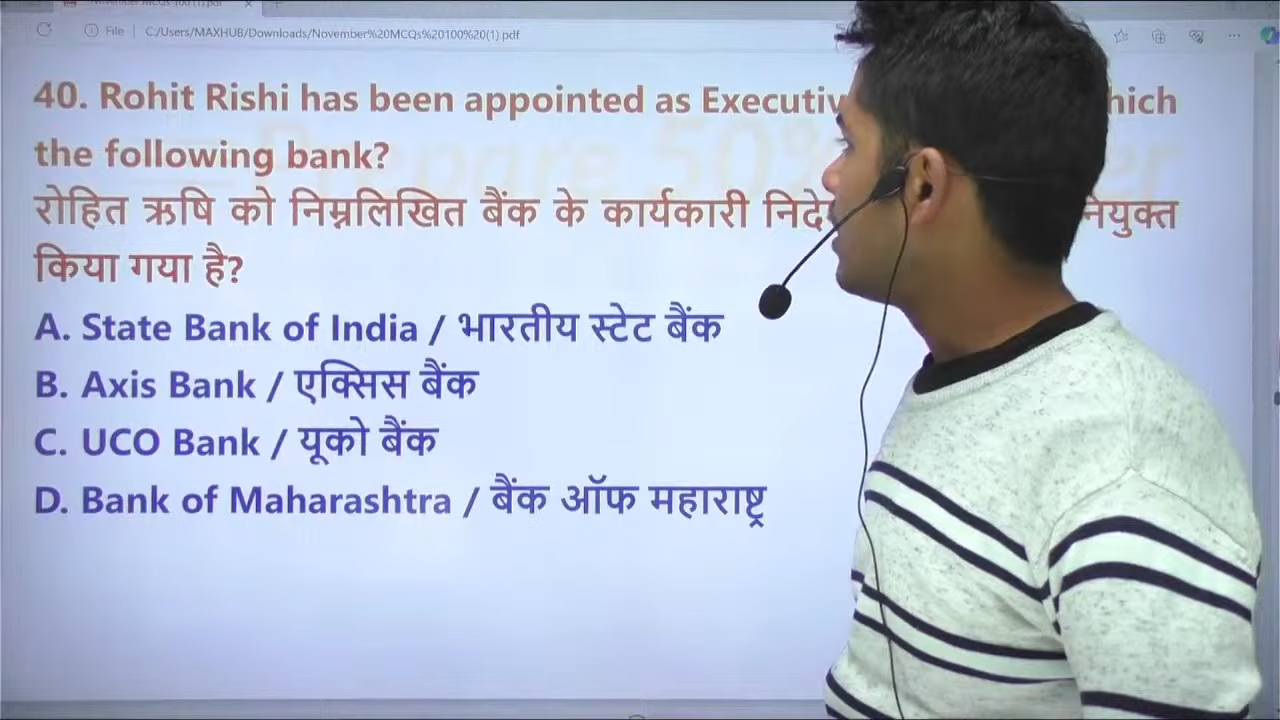 File C:/Users/MAXHUB/Downloads/November%20MCQs%20100%20(1).pdf
40. Rohit Rishi has been appointed as
the following bank?
रोहित ऋषि को निम्नलिखित बैंक के कार्यकारी
किया गया है?
A. State Bank of India / भारतीय स्टेट बैंक
B. Axis Bank / एक्सिस बैंक
C. UCO Bank / यूको बैंक
D. Bank of Maharashtra / बैंक ऑफ महाराष्ट्र